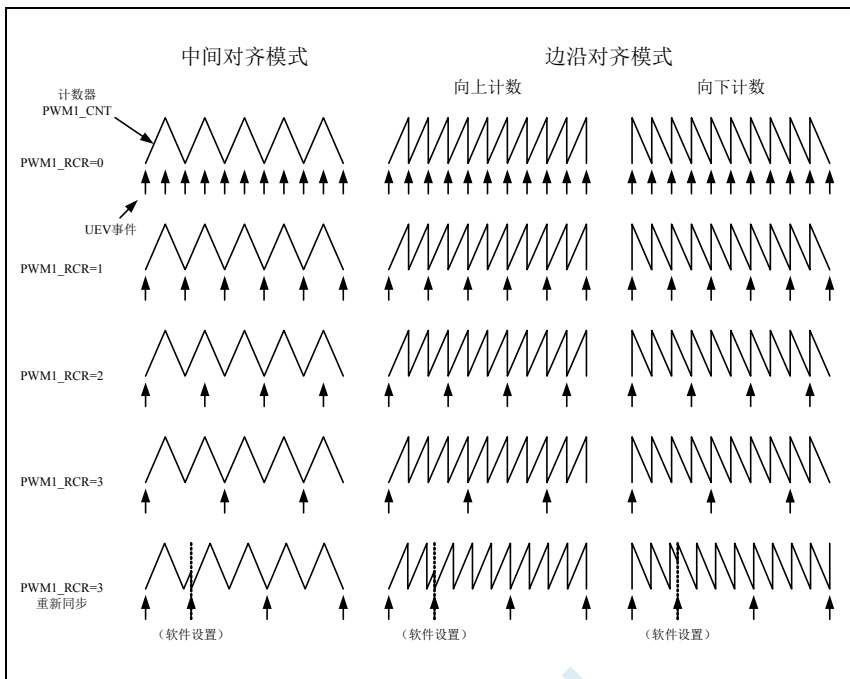 中间对齐模式
边沿对齐模式
向上计数
向下计数
计数器
PWM1_CNT
PWM1_RCR=0
UEV事件
PWM1_RCR=1
PWM1_RCR=2
PWM1_RCR=3
PWM1_RCR=3
重新同步
（软件设置）
（软件设置）
（软件设置）